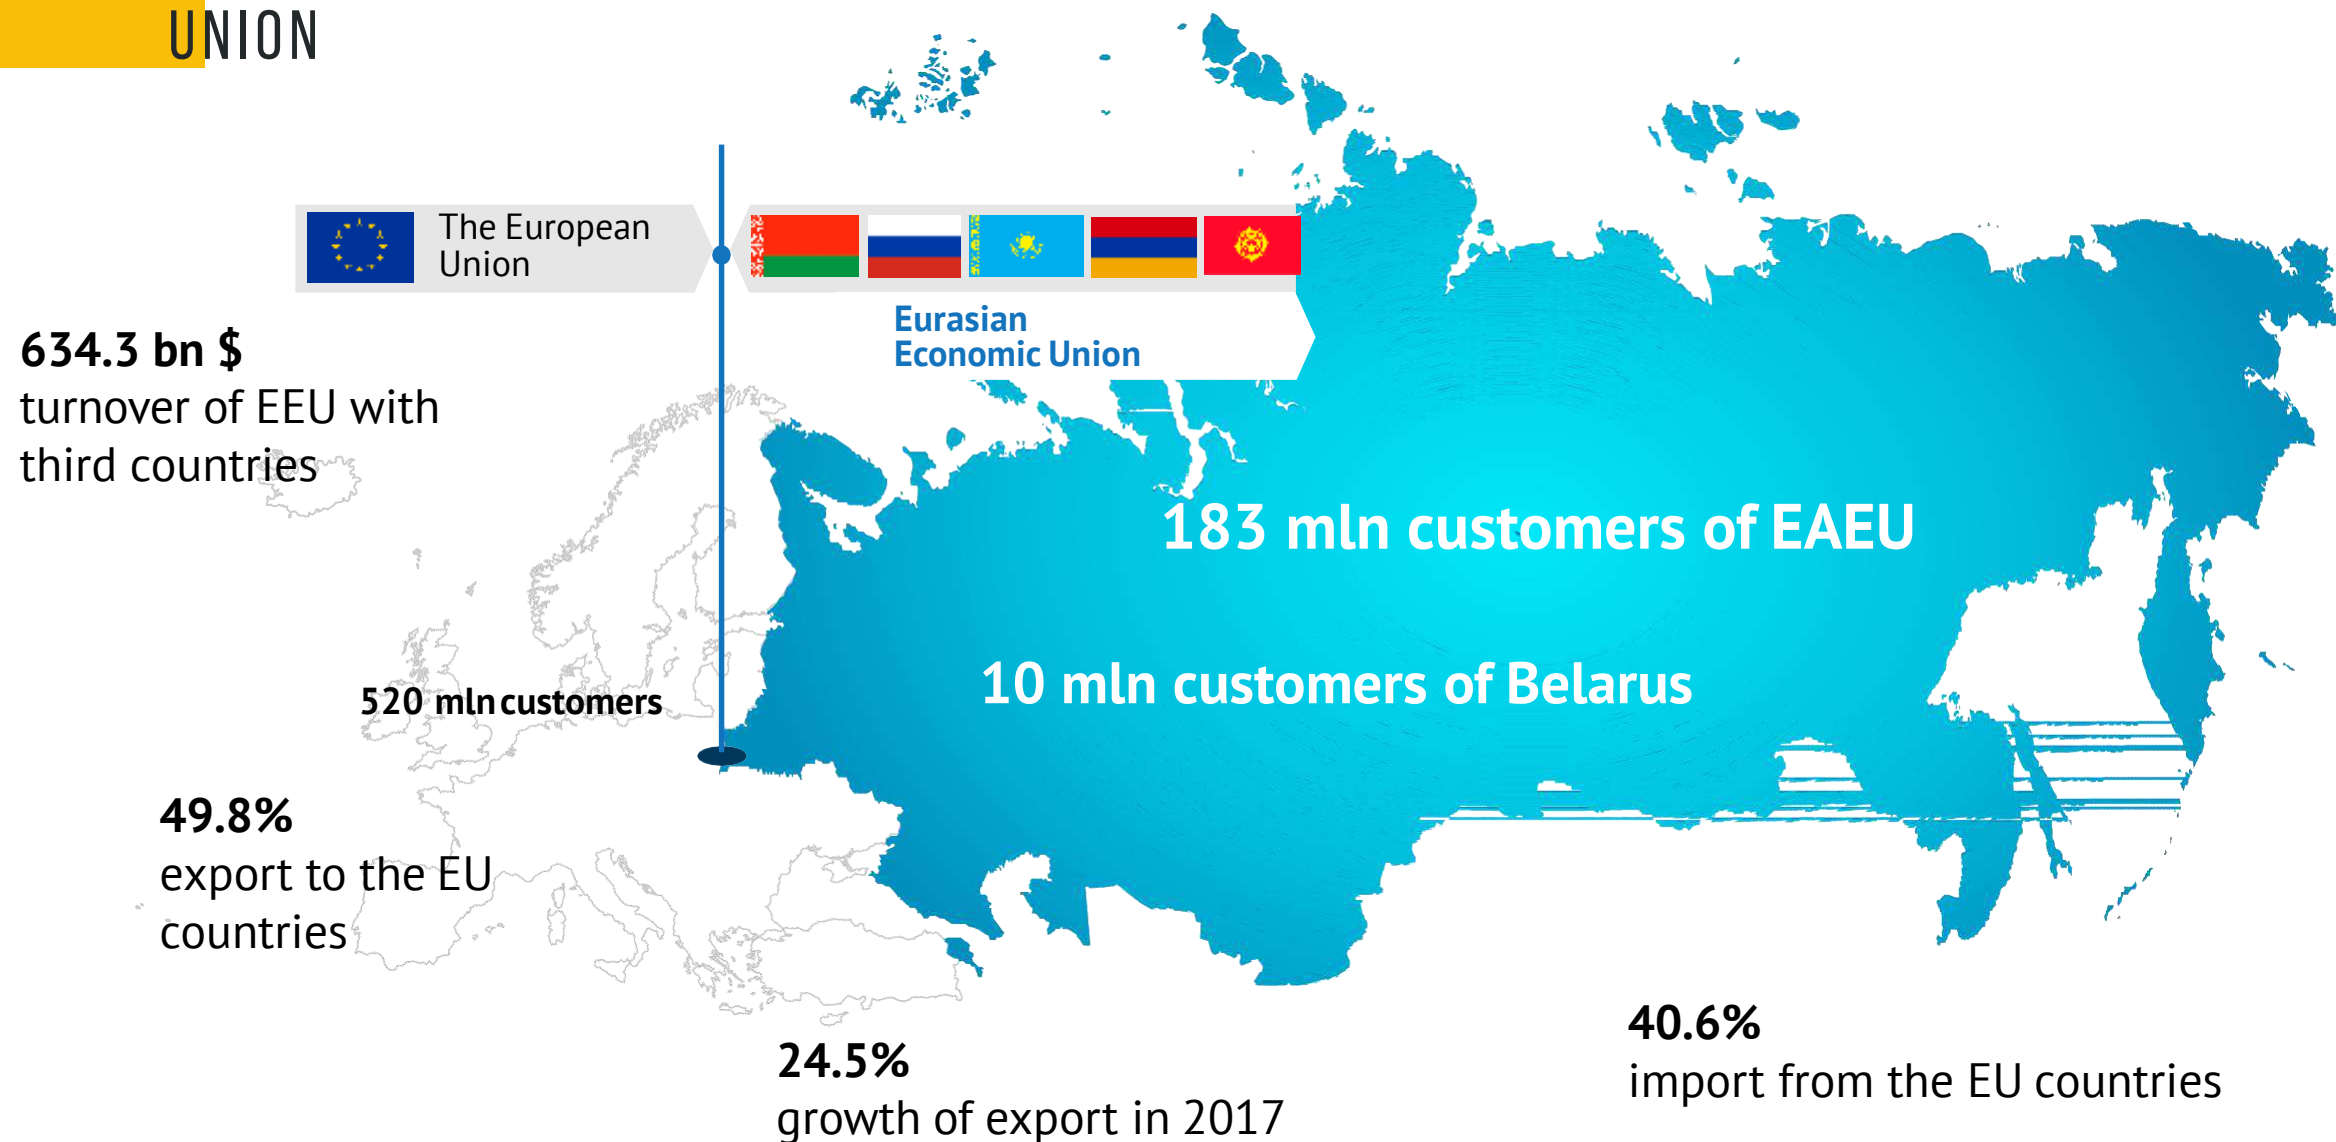 UNION
The European
Union
Eurasian
Economic Union
634.3 bn $
turnover of EEU with
third countries
183 mln customers of EAEU
10 mln customers of Belarus
520 mln customers
49.8%
export to the EU
countries
24.5%
growth of export in 2017
40.6%
import from the EU countries